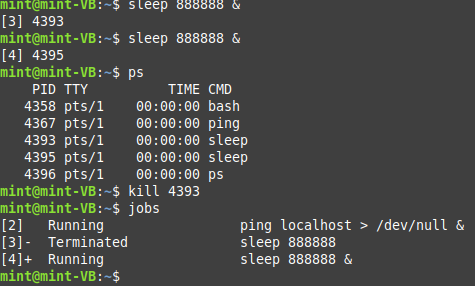 mint@mint-VB:~$ sleep 888888 &
[3] 4393
mint@mint-VB:~$ sleep 888888 &
[4] 4395
mint@mint-VB:~$ ps
    PID TTY          TIME CMD
   4358 pts/1    00:00:00 bash
   4367 pts/1    00:00:00 ping
   4393 pts/1    00:00:00 sleep
   4395 pts/1    00:00:00 sleep
   4396 pts/1    00:00:00 ps
mint@mint-VB:~$ kill 4393
mint@mint-VB:~$ jobs
[2]   Running                 ping localhost > /dev/null &
[3]-  Terminated              sleep 888888
[4]+  Running                 sleep 888888 &
mint@mint-VB:~$